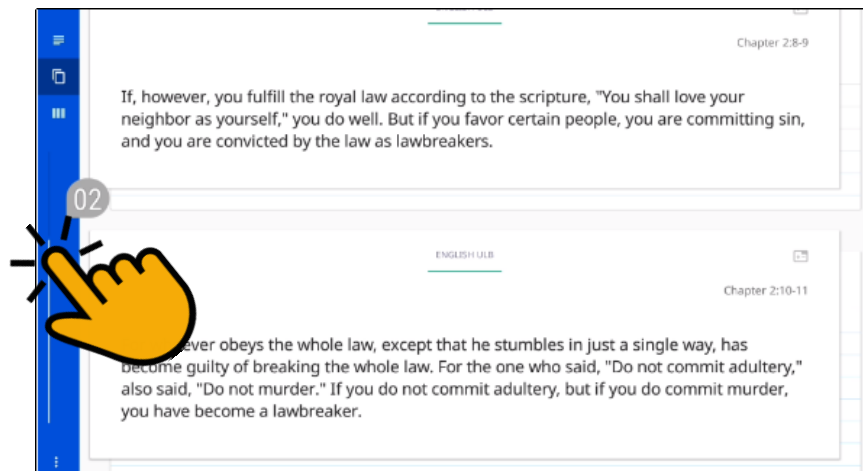 Chapter 2:8-9
If, however, you fulfill the royal law according to the scripture, "You shall love your
neighbor as yourself," you do well. But if you favor certain people, you are committing sin,
and you are convicted by the law as lawbreakers.
02
ENGLISH ULB
Chapter 2:10-11
ever obeys the whole law, except that he stumbles in just a single way, has
become guilty of breaking the whole law. For the one who said, "Do not commit adultery,"
also said, "Do not murder." If you do not commit adultery, but if you do commit murder,
you have become a lawbreaker.